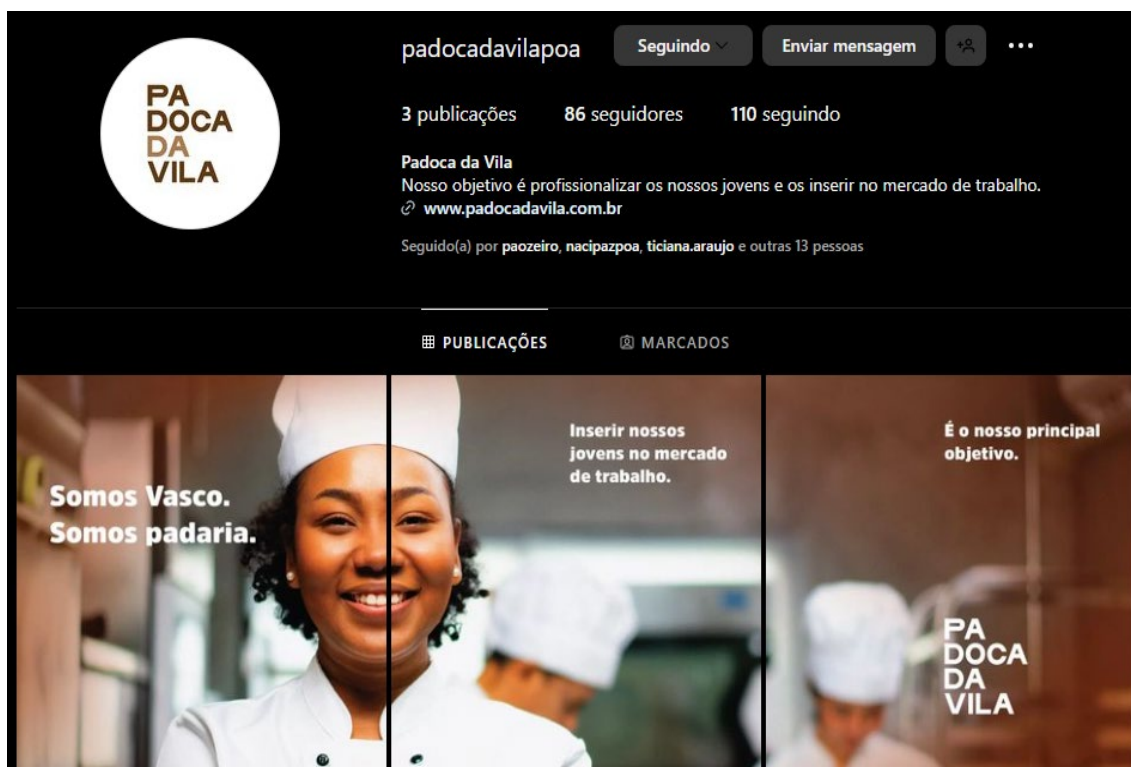 PA
DOCA
DA
VILA
padocadavilapoa Seguindo Enviar mensagem
3 publicações 86 seguidores 110 seguindo
Padoca da Vila
Nosso objetivo é profissionalizar os nossos jovens e os inserir no mercado de trabalho.
www.padocadavila.com.br
Seguido(a) por paozeiro, nacipazpoa, ticiana.araujo e outras 13 pessoas
PUBLICAÇÕES MARCADOS
Somos Vasco.
Somos padaria.
Inserir nossos
jovens no mercado
de trabalho.
É o nosso principal
objetivo.
PA
DOCA
DA
VILA